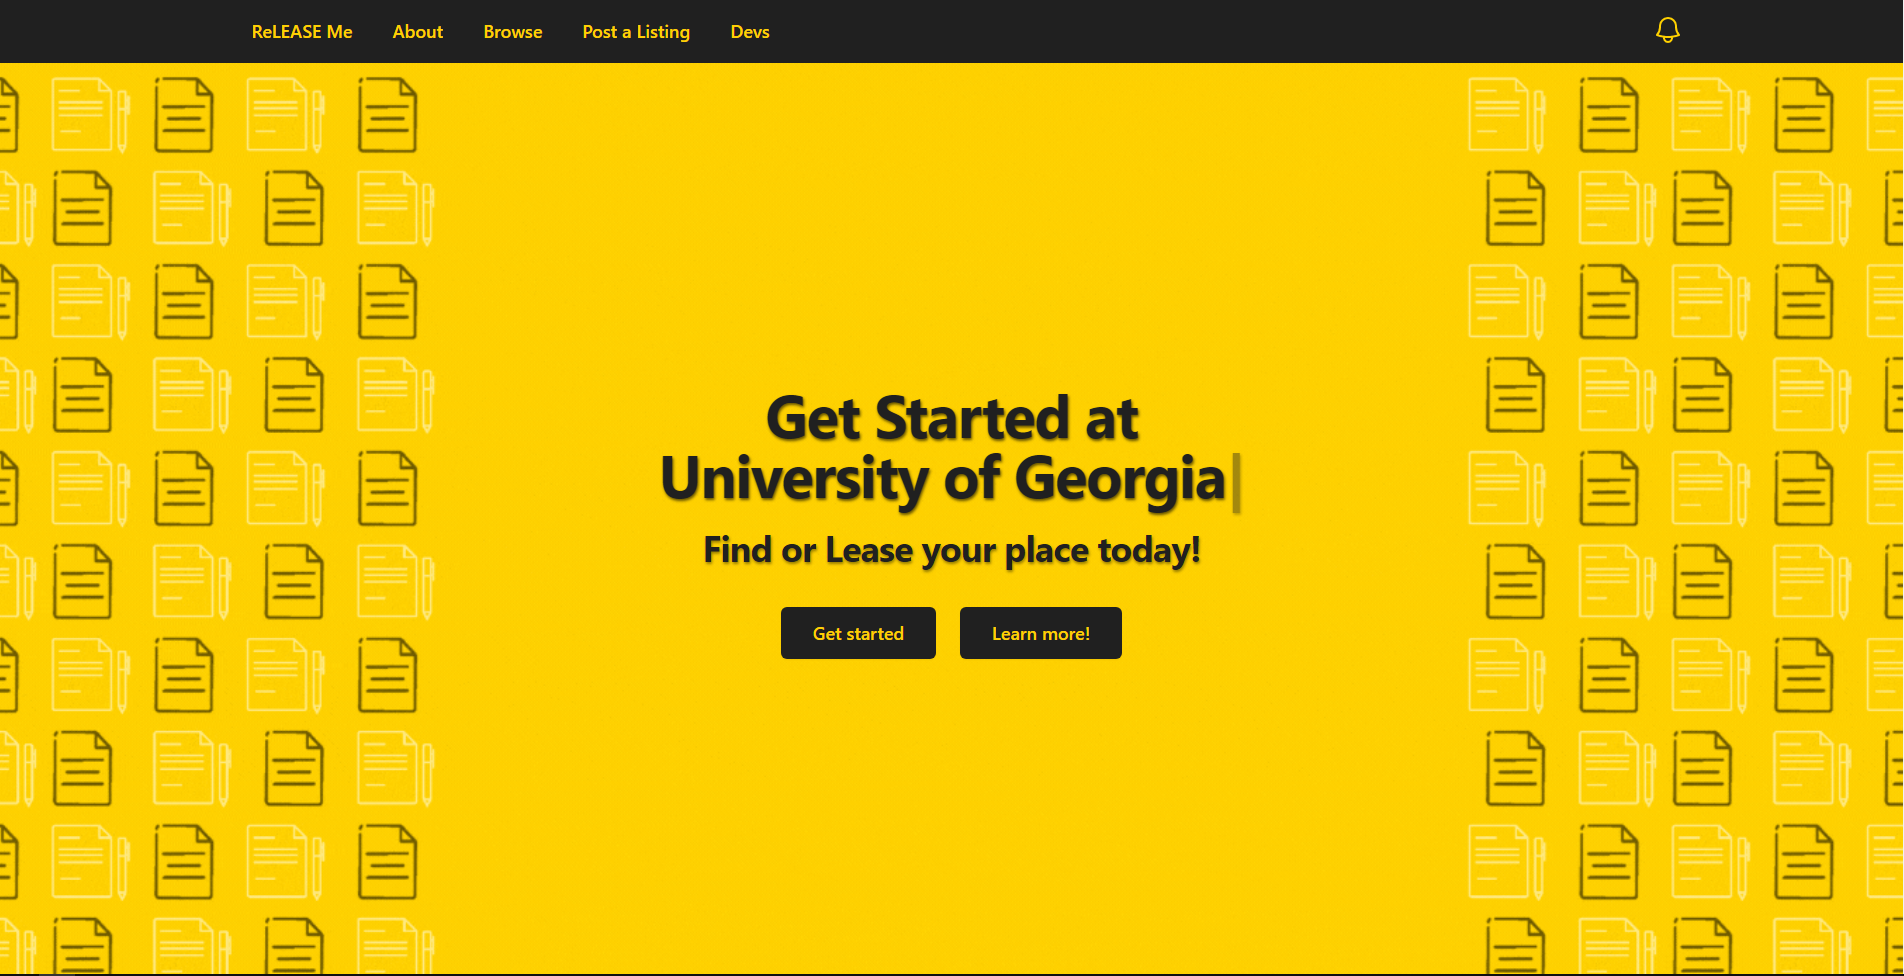 ReLEASE Me About Browse Post a Listing Devs
Get Started at
University of Georgia|
Find or Lease your place today!
Get started Learn more!